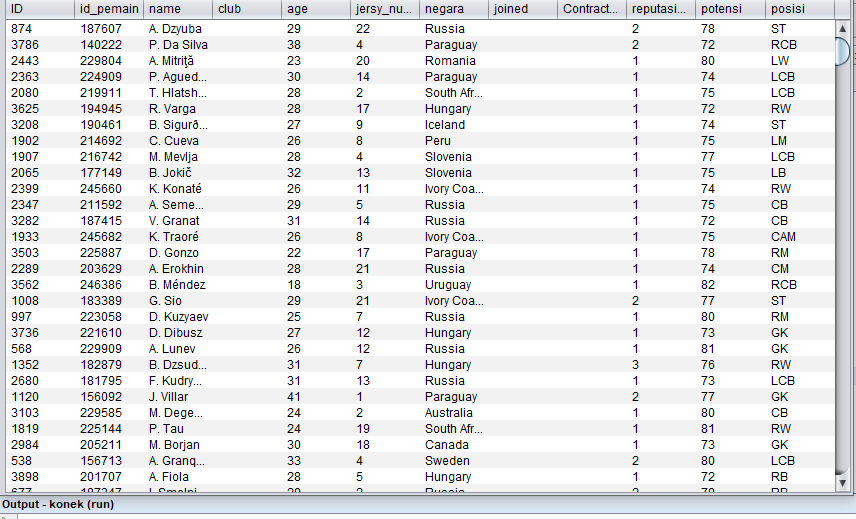 ID id_pemain name club age jersy_nu... negara joined Contract... reputasi... potensi posisi
874 187607 A. Dzyuba 29 22 Russia 2 78 ST
3786 140222 P. Da Silva 38 4 Paraguay 2 72 RCB
2443 229804 A. Mitriță 23 20 Romania 1 80 LW
2363 224909 P. Agued... 30 14 Paraguay 1 74 LCB
2080 219911 T. Hlatsh... 28 2 South Afr... 1 75 LCB
3625 194945 R. Varga 28 17 Hungary 1 72 RW
3208 190461 B. Sigurð... 27 9 Iceland 1 74 ST
1902 214692 C. Cueva 26 8 Peru 1 75 LM
1907 216742 M. Mevlja 28 4 Slovenia 1 77 LCB
2065 177149 B. Jokič 32 13 Slovenia 1 75 LB
2399 245660 K. Konaté 26 11 Ivory Coa... 1 74 RW
2347 211592 A. Seme... 29 5 Russia 1 75 CB
3282 187415 V. Granat 31 14 Russia 1 72 CB
1933 245682 K. Traoré 26 8 Ivory Coa... 1 75 CAM
3503 225887 D. Gonzo 22 17 Paraguay 1 78 RM
2289 203629 A. Erokhin 28 21 Russia 1 74 CM
3562 246386 B. Méndez 18 3 Uruguay 1 82 RCB
1008 183389 G. Sio 29 21 Ivory Coa... 2 77 ST
997 223058 D. Kuzyaev 25 7 Russia 1 80 RM
3736 221610 D. Dibusz 27 12 Hungary 1 73 GK
568 229909 A. Lunev 26 12 Russia 1 81 GK
1352 182879 B. Dzsud... 31 7 Hungary 3 76 RW
2680 181795 F. Kudry... 31 13 Russia 1 73 LCB
1120 156092 J. Villar 41 1 Paraguay 2 77 GK
3103 229585 M. Dege... 24 2 Australia 1 80 CB
1819 225144 P. Tau 24 19 South Afr... 1 81 RW
2984 205211 M. Borjan 30 18 Canada 1 73 GK
538 156713 A. Granq... 33 4 Sweden 2 80 LCB
3898 201707 A. Fiola 28 5 Hungary 1 72 RB
Output - konek (run)